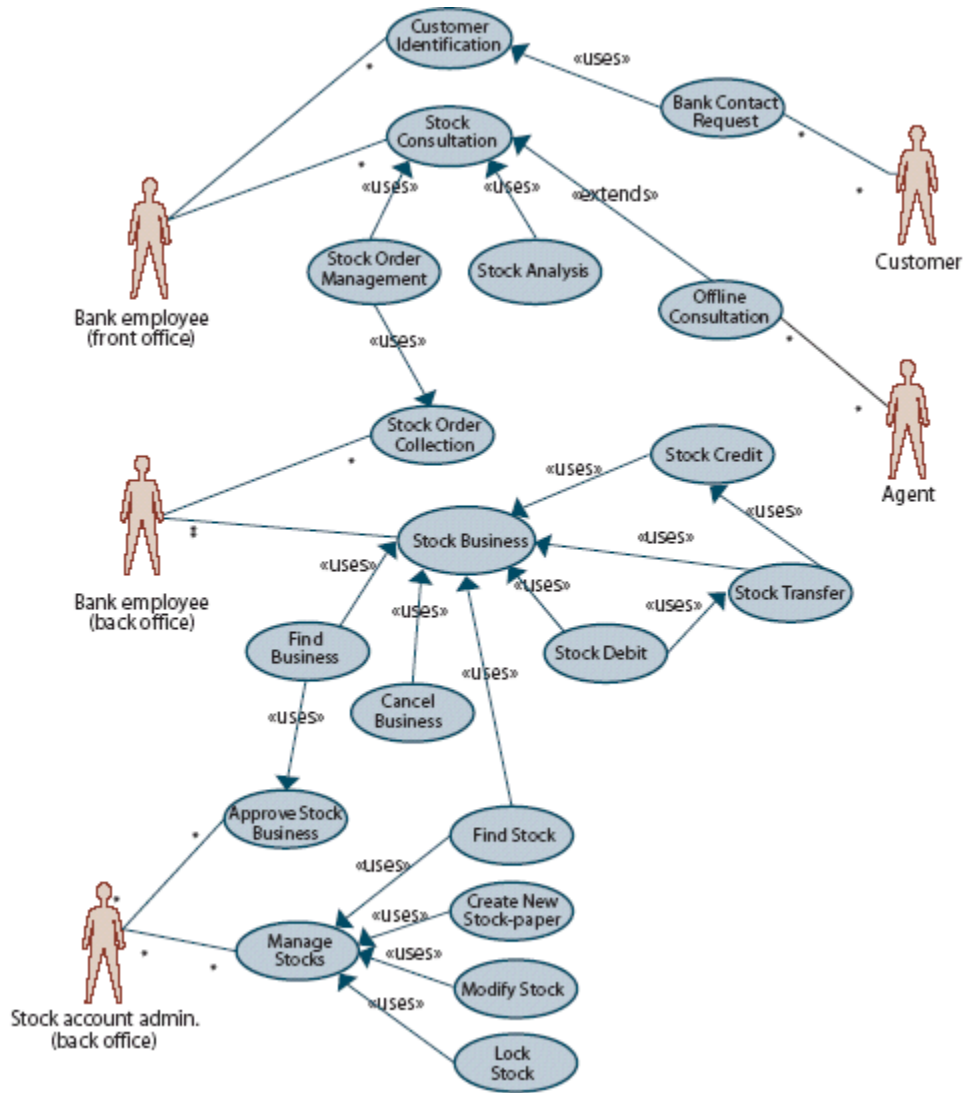 Customer
Identification
«uses»
Bank Contact
Request
*
*
*
Customer
Stock
Consultation
*
«uses»
«uses»
«extends»
Bank employee
(front office)
Stock Order
Management
Stock Analysis
Offline
Consultation
*
*
Agent
«uses»
Stock Order
Collection
*
Stock Credit
«uses»
«uses»
Bank employee
(back office)
*
*
Stock Business
«uses»
Stock Transfer
«uses»
«uses»
«uses»
«uses»
Find
Business
Stock Debit
«uses»
Cancel
Business
«uses»
Approve Stock
Business
*
*
Find Stock
«uses»
Create New
Stock-paper
«uses»
Manage
Stocks
*
*
«uses»
Modify Stock
«uses»
Lock
Stock
Stock account admin.
(back office)